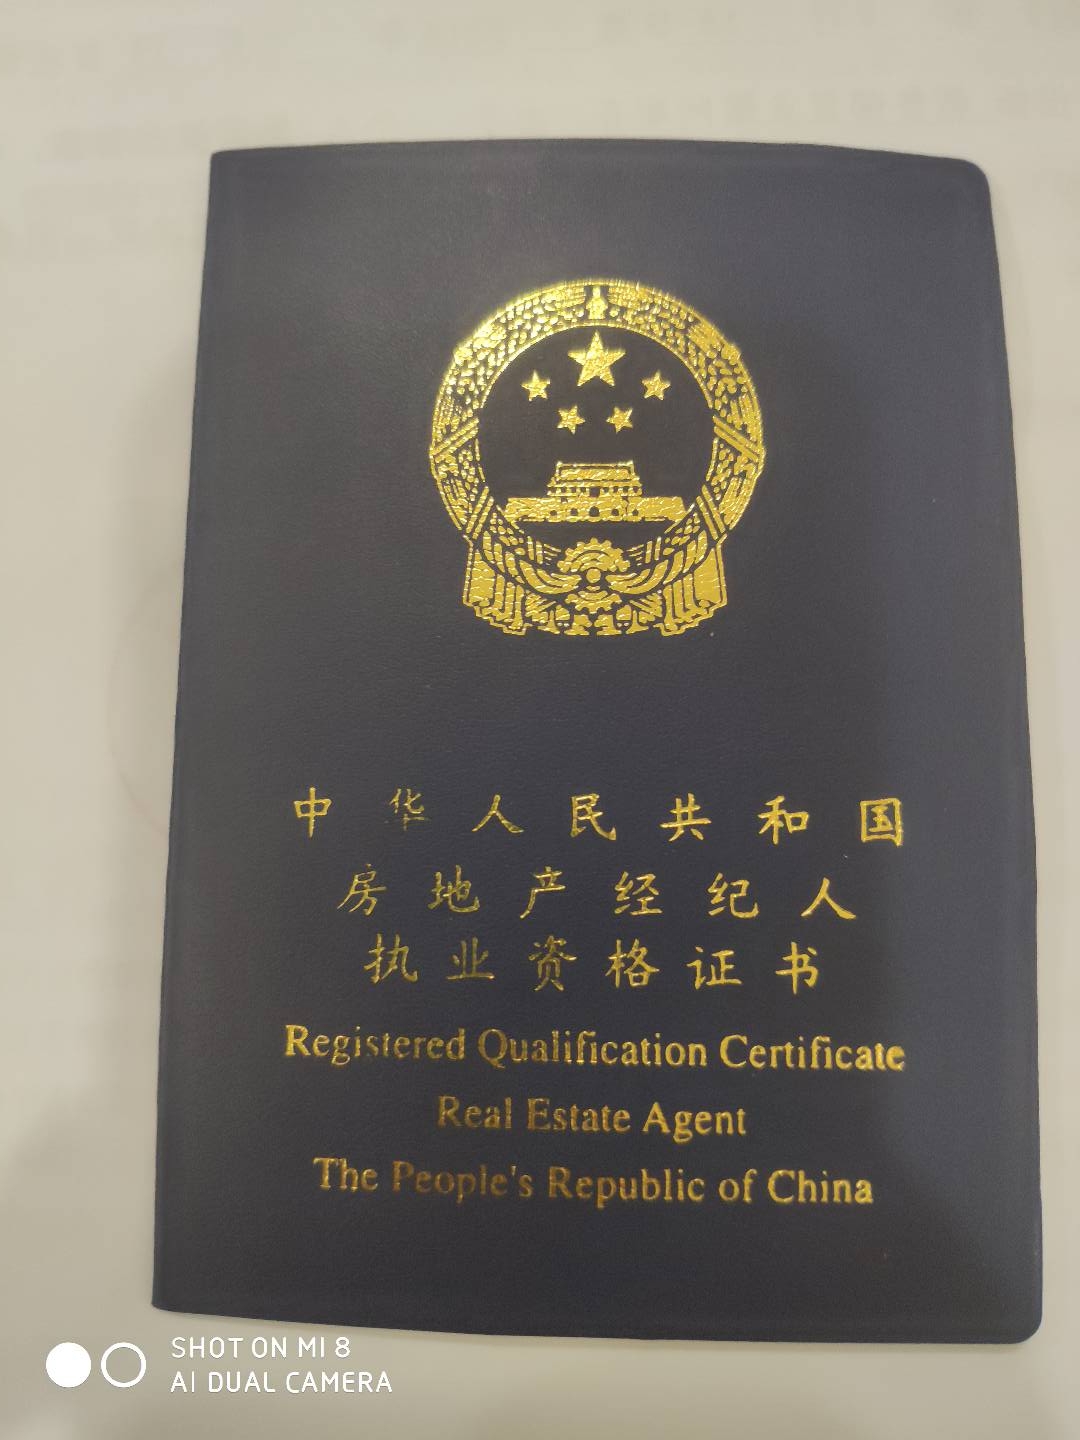 中华人民共和国
房地产经纪人
执业资格证书
Registered Qualification Certificate
Real Estate Agent
The People's Republic of China
SHOT ON MI 8
AI DUAL CAMERA